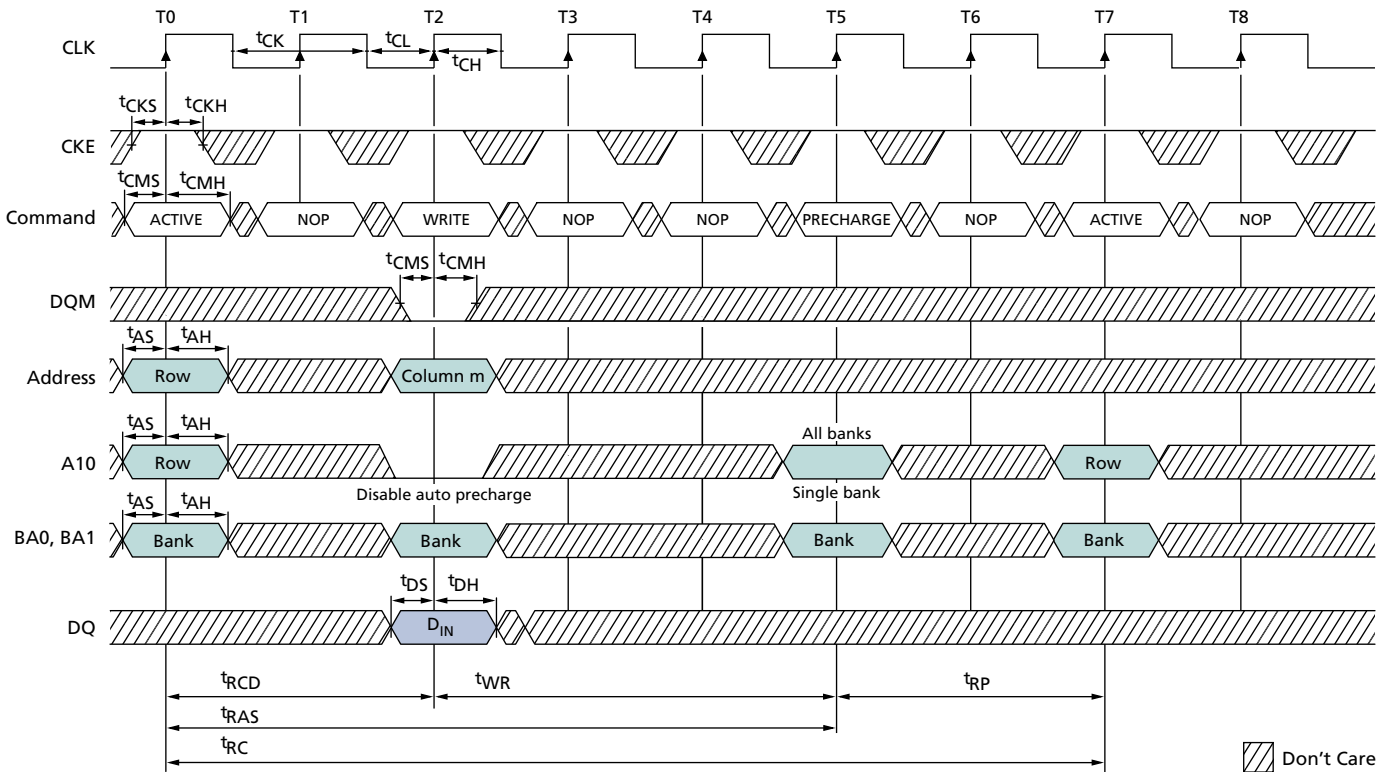 T0 T1 T2 T3 T4 T5 T6 T7 T8
CLK
tCK tCL tCH
tCKS tCKH
CKE
tCMS tCMH
Command ACTIVE NOP WRITE NOP NOP PRECHARGE NOP ACTIVE NOP
tCMS tCMH
DQM
tAS tAH
Address Row Column m
tAS tAH All banks
A10 Row Row
Disable auto precharge Single bank
tAS tAH
BA0, BA1 Bank Bank Bank Bank
tDS tDH
DQ DIN
tRCD tWR tRP
tRAS
tRC
Don't Care